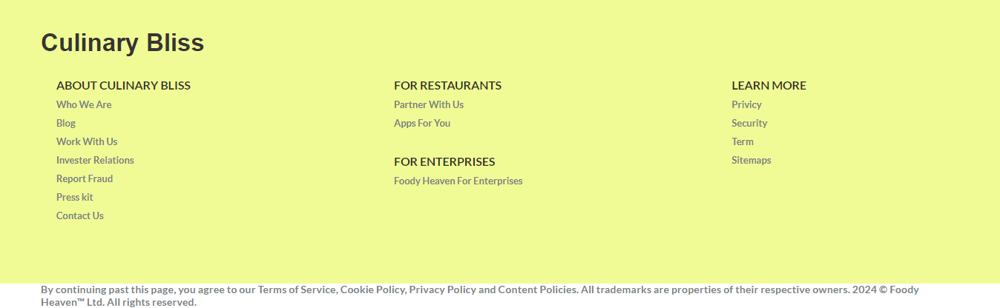 Culinary Bliss
ABOUT CULINARY BLISS
Who We Are
Blog
Work With Us
Invester Relations
Report Fraud
Press kit
Contact Us
FOR RESTAURANTS
Partner With Us
Apps For You
FOR ENTERPRISES
Foody Heaven For Enterprises
LEARN MORE
Privicy
Security
Term
Sitemaps
By continuing past this page, you agree to our Terms of Service, Cookie Policy, Privacy Policy and Content Policies. All trademarks are properties of their respective owners. 2024 © Foody
Heaven™ Ltd. All rights reserved.